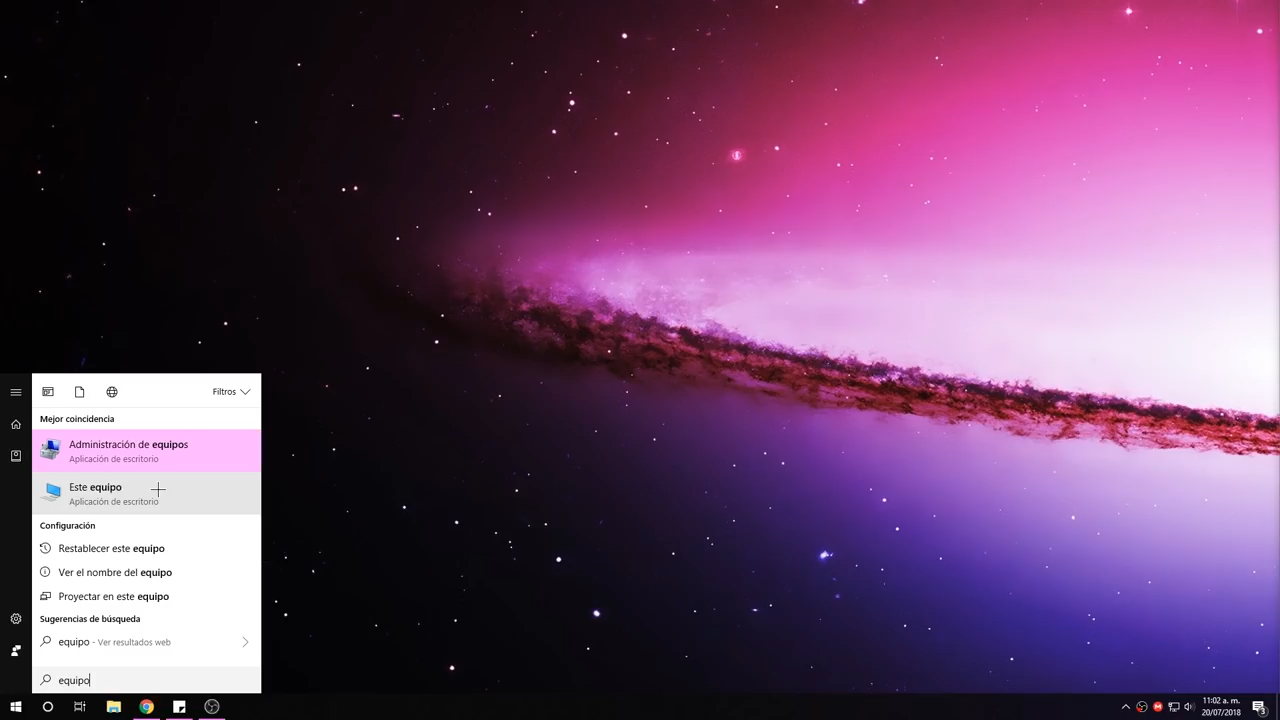 Filtros
Mejor coincidencia
Administración de equipos
Aplicación de escritorio
Este equipo
Aplicación de escritorio
Configuración
Restablecer este equipo
Ver el nombre del equipo
Proyectar en este equipo
Sugerencias de búsqueda
equipo - Ver resultados web
equipo
11:02 a. m.
20/07/2018
3